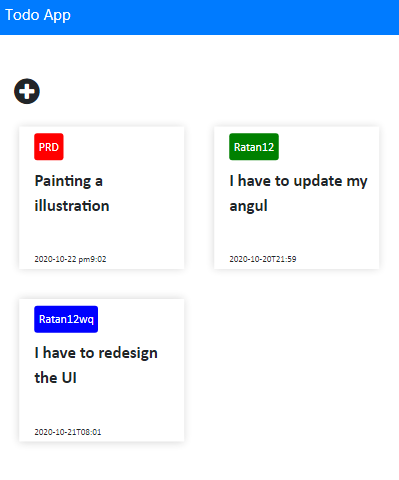 Todo App
PRD
Painting a
illustration
2020-10-22 pm9:02
Ratan12
I have to update my
angul
2020-10-20T21:59
Ratan12wq
I have to redesign
the UI
2020-10-21T08:01